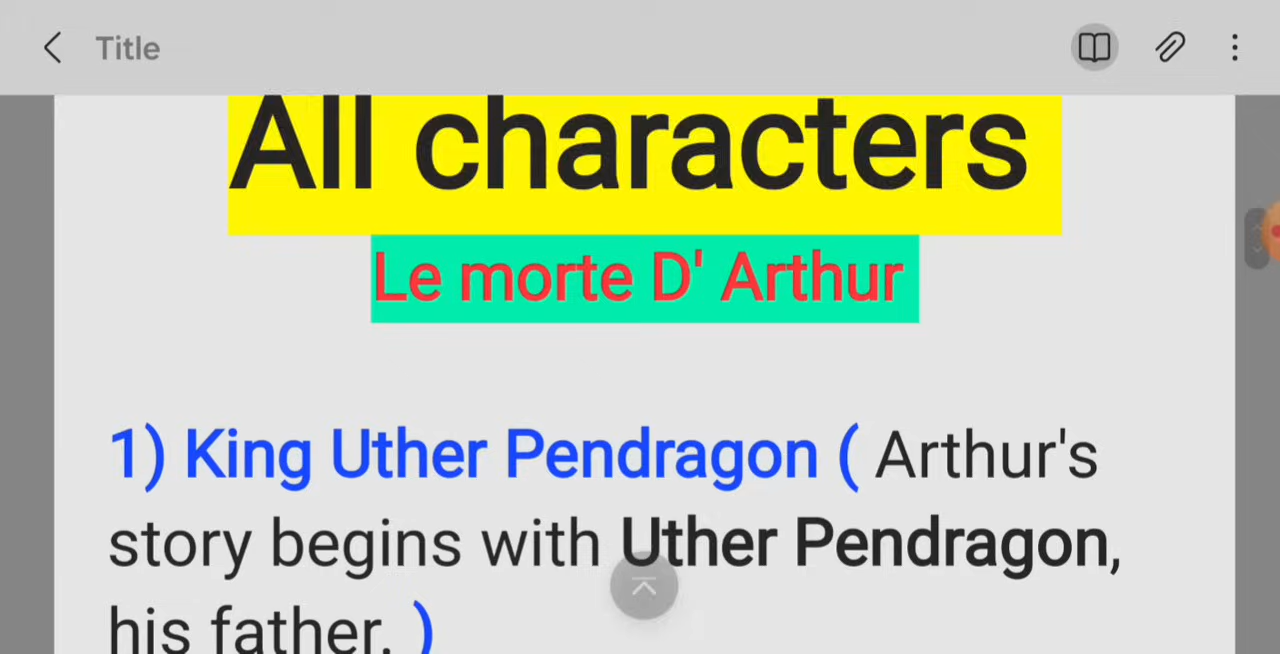 Title
All characters
Le morte D' Arthur
1) King Uther Pendragon ( Arthur's
story begins with Uther Pendragon,
his father. )